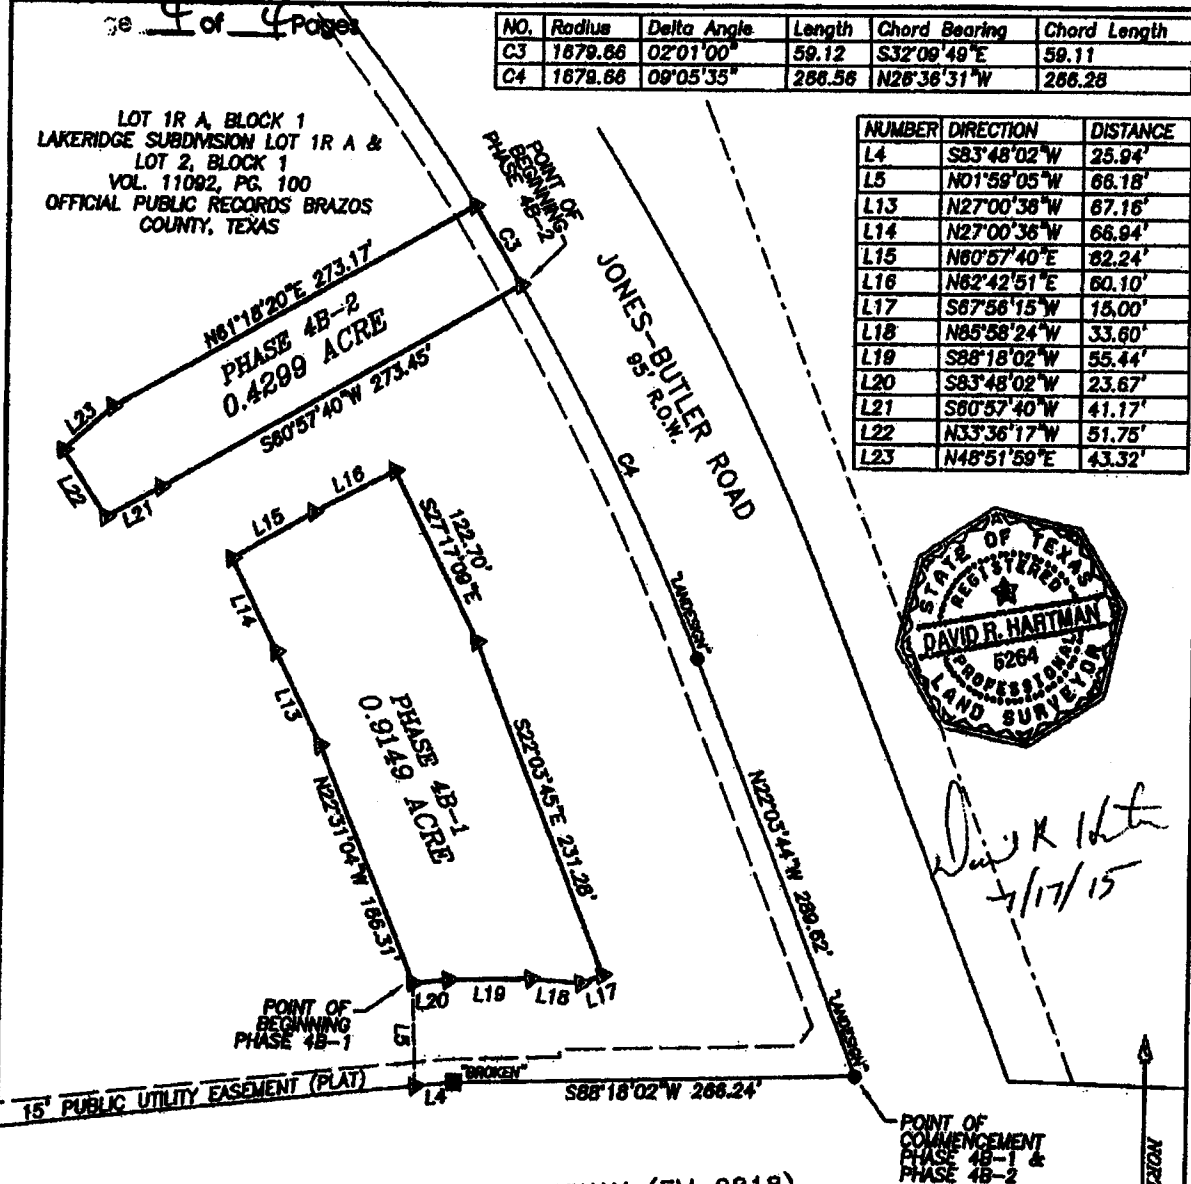 ge 4 of 4 Pages
NO. Radius Delta Angle Length Chord Bearing Chord Length
C3 1679.66 02°01'00" 59.12 S32°09'49"E 59.11
C4 1679.66 09°05'35" 266.56 N26°36'31"W 266.28
LOT 1R A, BLOCK 1
LAKERIDGE SUBDIVISION LOT 1R A &
LOT 2, BLOCK 1
VOL. 11092, PG. 100
OFFICIAL PUBLIC RECORDS BRAZOS
COUNTY, TEXAS
NUMBER DIRECTION DISTANCE
L4 S83°48'02"W 25.94'
L5 N01°59'05"W 66.18'
L13 N27°00'36"W 67.16'
L14 N27°00'36"W 66.94'
L15 N60°57'40"E 62.24'
L16 N62°42'51"E 60.10'
L17 S67°56'15"W 15.00'
L18 N85°58'24"W 33.60'
L19 S88°18'02"W 55.44'
L20 S83°48'02"W 23.67'
L21 S60°57'40"W 41.17'
L22 N33°36'17"W 51.75'
L23 N48°51'59"E 43.32'
POINT OF
BEGINNING
PHASE 4B-2
C3
N61°18'20"E 273.17'
PHASE 4B-2
0.4299 ACRE
S60°57'40"W 273.45'
L23
L22
L21
JONES-BUTLER ROAD
95' R.O.W.
C4
L16
L15
122.70'
S27°17'09"E
L14
L13
"LANDESIGN"
STATE OF TEXAS
REGISTERED
DAVID R. HARTMAN
5264
PROFESSIONAL
LAND SURVEYOR
PHASE 4B-1
0.9149 ACRE
S22°03'45"E 231.28'
N22°31'04"W 166.31'
N22°03'44"W 289.62'
David R Hartman
7/17/15
L20
L19
L18
L17
POINT OF
BEGINNING
PHASE 4B-1
L5
"LANDESIGN"
"BROKEN"
15' PUBLIC UTILITY EASEMENT (PLAT)
L4
S88°18'02"W 266.24'
POINT OF
COMMENCEMENT
PHASE 4B-1 &
PHASE 4B-2